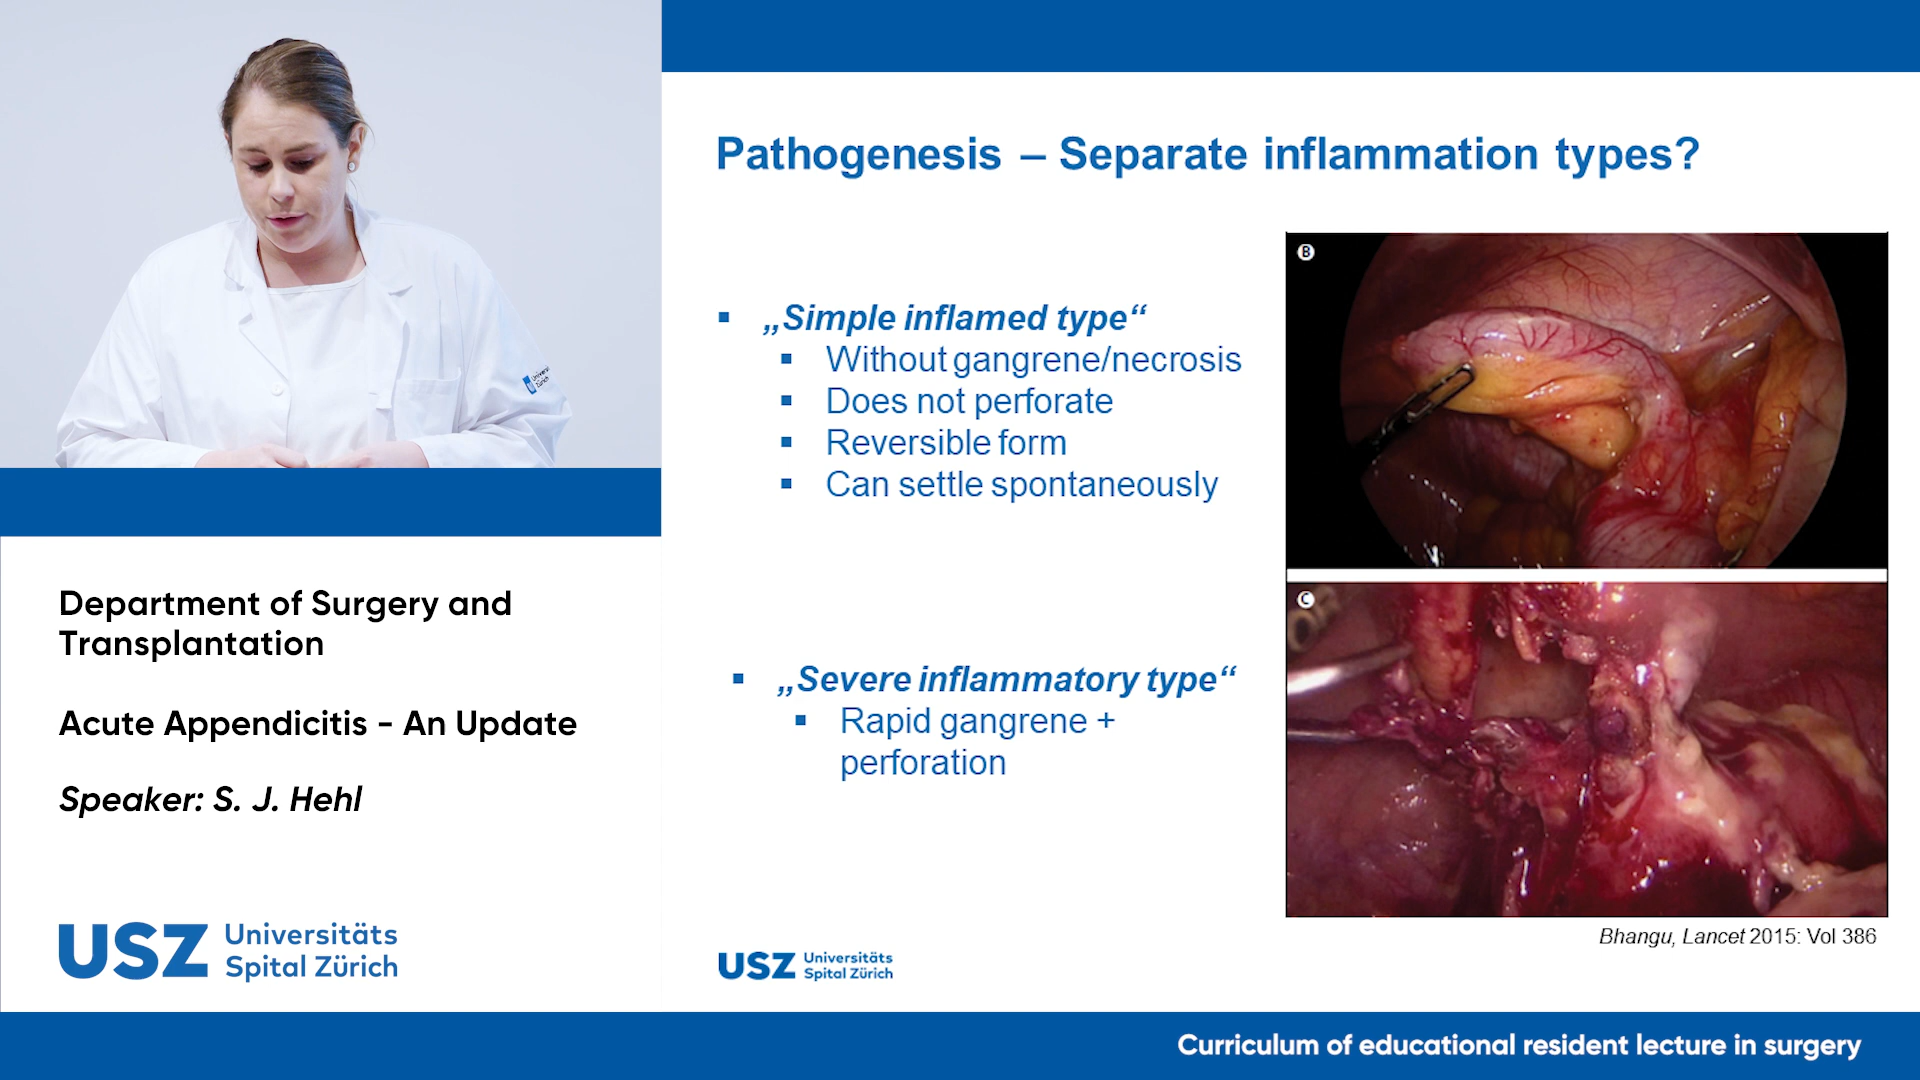 Pathogenesis – Separate inflammation types?
▪ „Simple inflamed type“
▪ Without gangrene/necrosis
▪ Does not perforate
▪ Reversible form
▪ Can settle spontaneously
▪ „Severe inflammatory type“
▪ Rapid gangrene +
perforation
B
C
Bhangu, Lancet 2015: Vol 386
USZ Universitäts
Spital Zürich
Department of Surgery and
Transplantation
Acute Appendicitis - An Update
Speaker: S. J. Hehl
USZ Universitäts
Spital Zürich
Curriculum of educational resident lecture in surgery